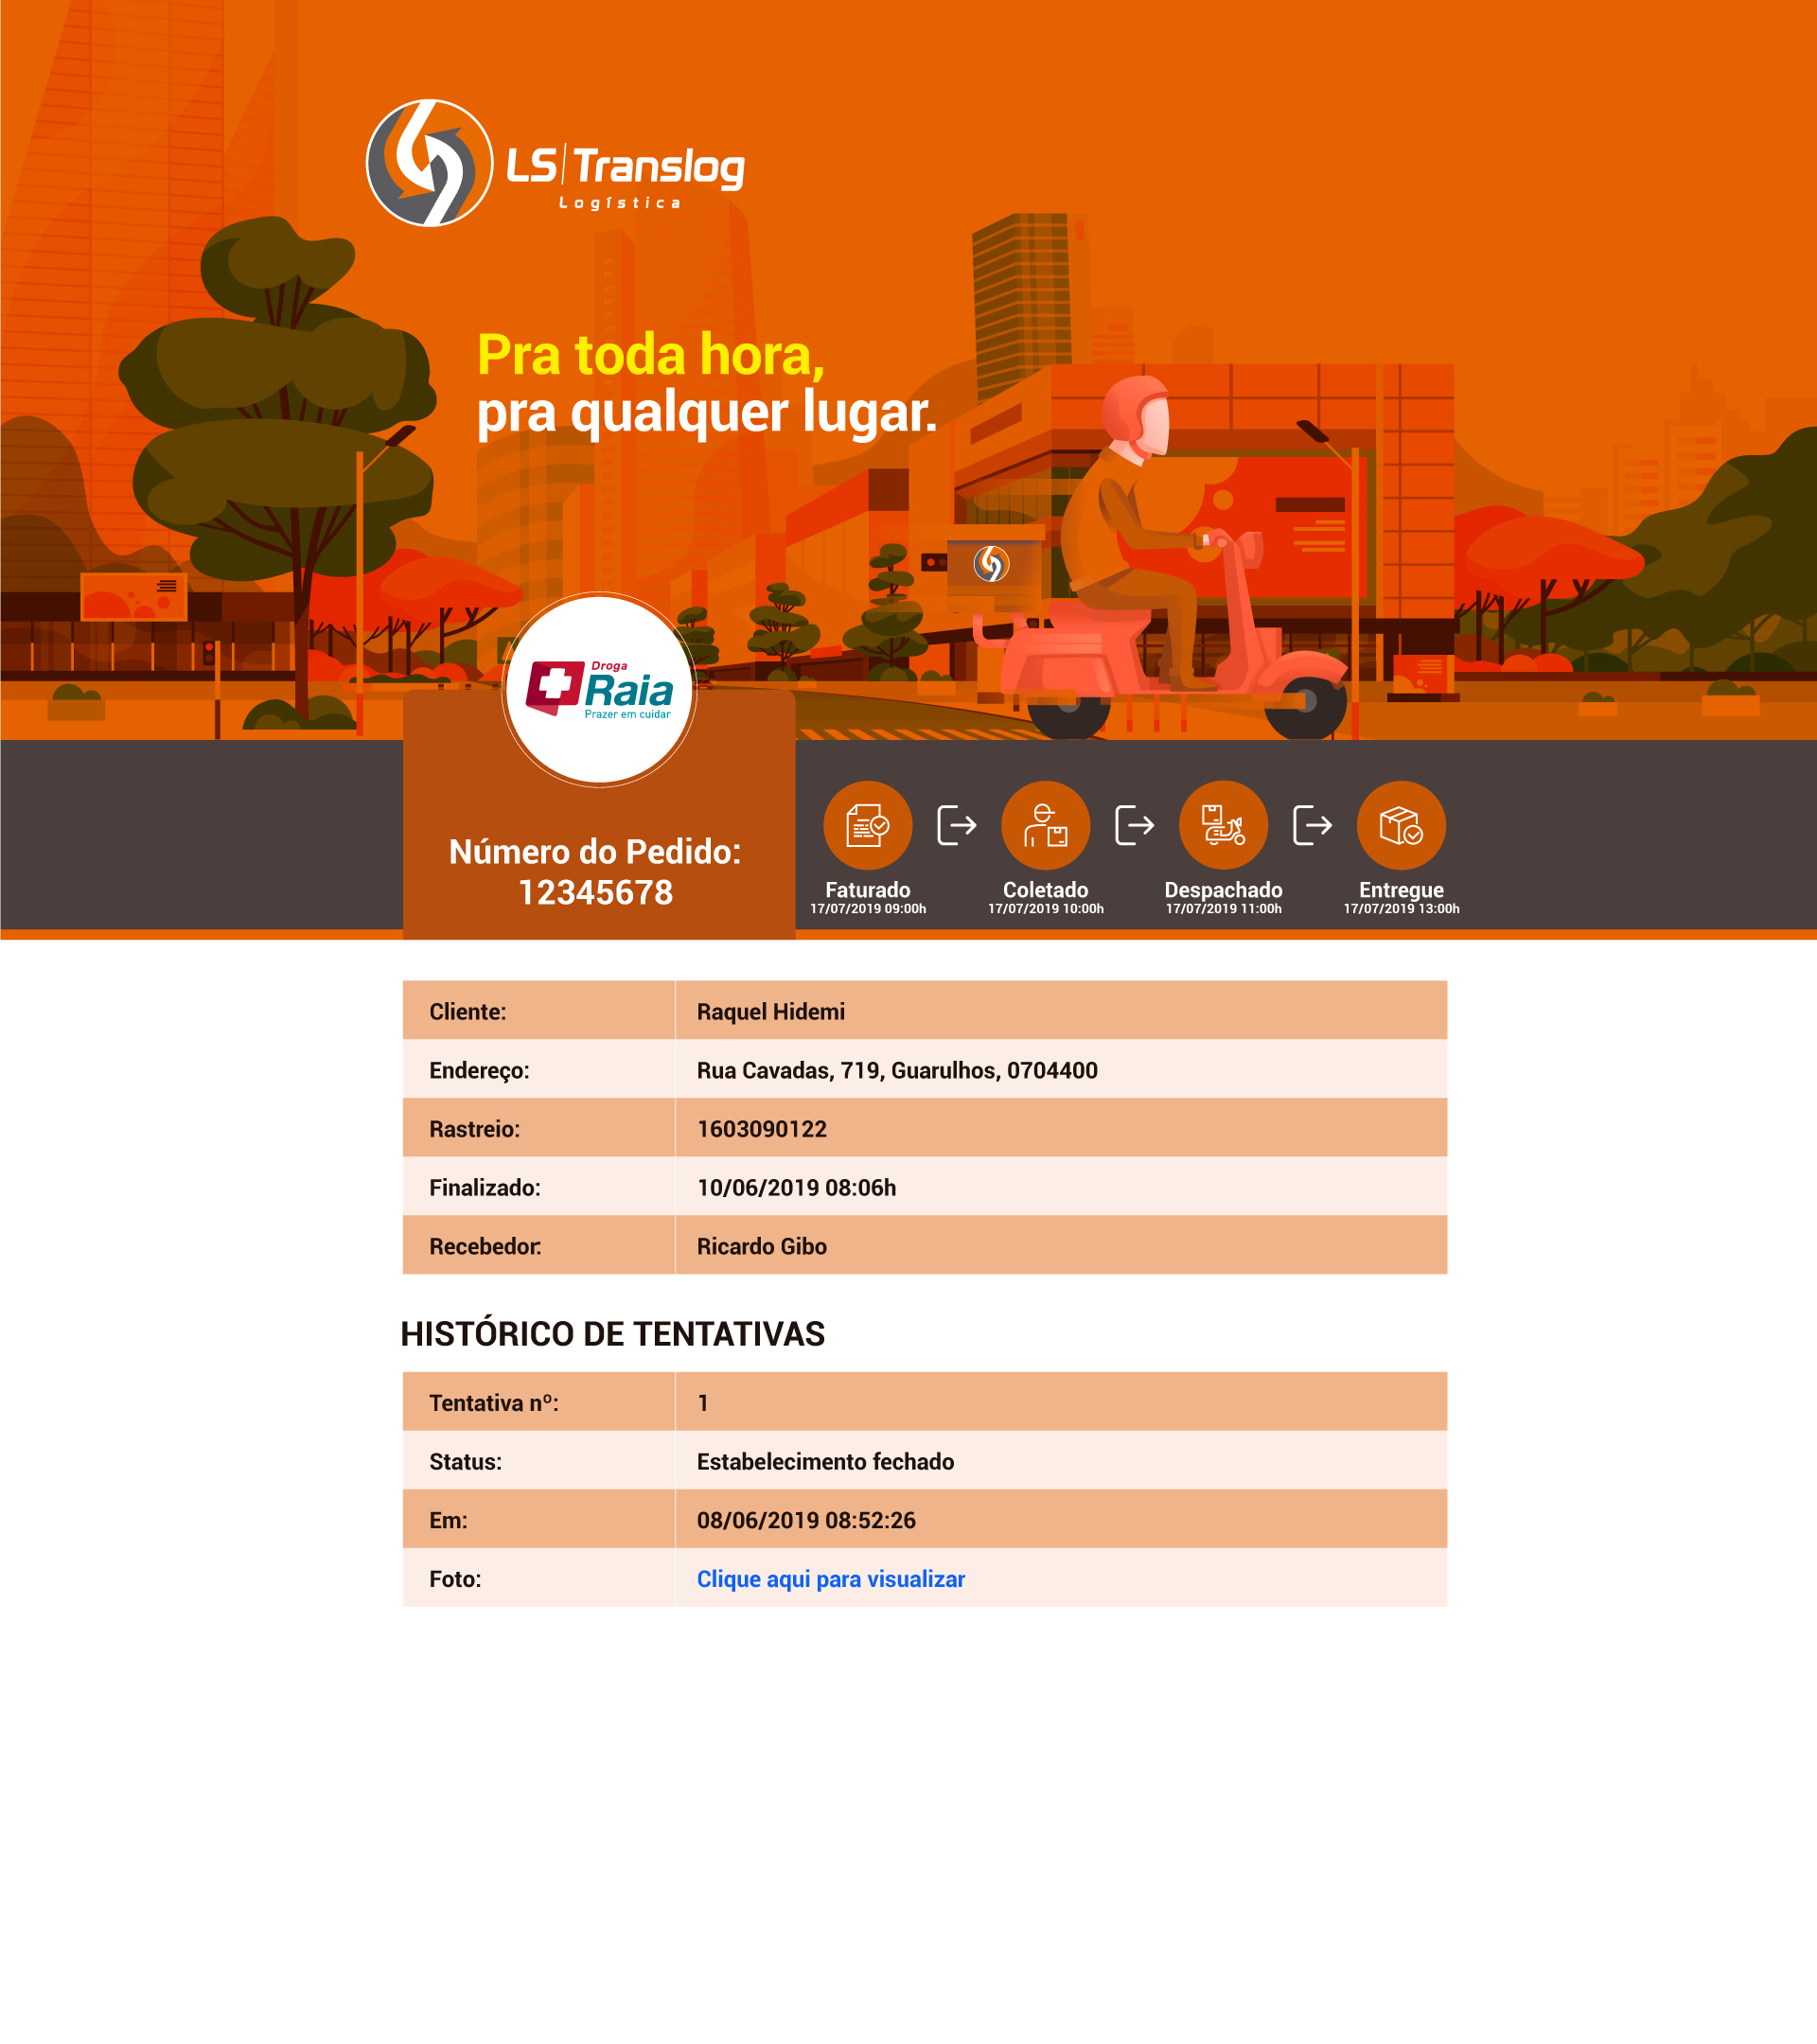 LS Translog
Logística
Pra toda hora,
pra qualquer lugar.
Droga
Raia
Prazer em cuidar
Número do Pedido:
12345678
Faturado
17/07/2019 09:00h
Coletado
17/07/2019 10:00h
Despachado
17/07/2019 11:00h
Entregue
17/07/2019 13:00h
Cliente: Raquel Hidemi
Endereço: Rua Cavadas, 719, Guarulhos, 0704400
Rastreio: 1603090122
Finalizado: 10/06/2019 08:06h
Recebedor: Ricardo Gibo
HISTÓRICO DE TENTATIVAS
Tentativa nº: 1
Status: Estabelecimento fechado
Em: 08/06/2019 08:52:26
Foto: Clique aqui para visualizar